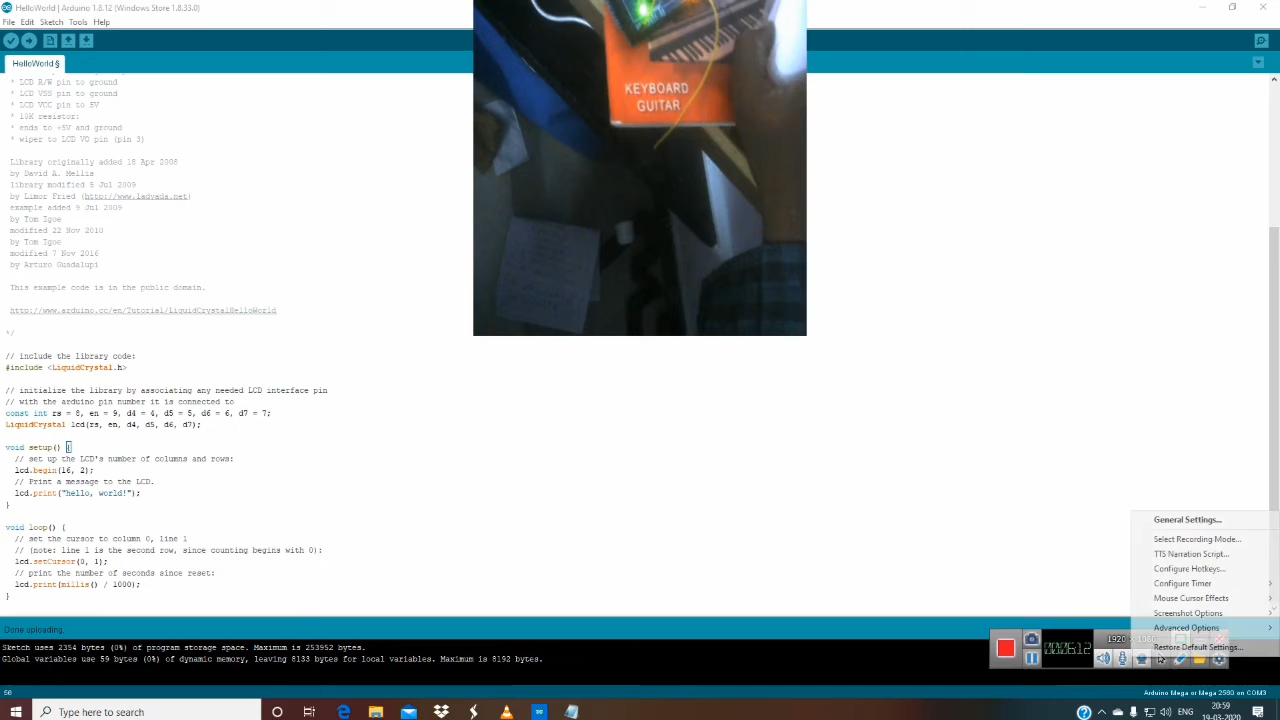 HelloWorld | Arduino 1.8.12 (Windows Store 1.8.33.0)
File Edit Sketch Tools Help
HelloWorld §
* LCD R/W pin to ground
* LCD VSS pin to ground
* LCD VCC pin to 5V
* 10K resistor:
* ends to +5V and ground
* wiper to LCD VO pin (pin 3)
Library originally added 18 Apr 2008
by David A. Mellis
library modified 5 Jul 2009
by Limor Fried (http://www.ladyada.net)
example added 9 Jul 2009
by Tom Igoe
modified 22 Nov 2010
by Tom Igoe
modified 7 Nov 2016
by Arturo Guadalupi
This example code is in the public domain.
http://www.arduino.cc/en/Tutorial/LiquidCrystalHelloWorld
*/
// include the library code:
#include <LiquidCrystal.h>
// initialize the library by associating any needed LCD interface pin
// with the arduino pin number it is connected to
const int rs = 8, en = 9, d4 = 4, d5 = 5, d6 = 6, d7 = 7;
LiquidCrystal lcd(rs, en, d4, d5, d6, d7);
void setup() {
// set up the LCD's number of columns and rows:
lcd.begin(16, 2);
// Print a message to the LCD.
lcd.print("hello, world!");
}
void loop() {
// set the cursor to column 0, line 1
// (note: line 1 is the second row, since counting begins with 0):
lcd.setCursor(0, 1);
// print the number of seconds since reset:
lcd.print(millis() / 1000);
}
KEYBOARD
GUITAR
General Settings...
Select Recording Mode...
TTS Narration Script...
Configure Hotkeys...
Configure Timer
Mouse Cursor Effects
Screenshot Options
Advanced Options
Restore Default Settings...
Done uploading.
Sketch uses 2354 bytes (0%) of program storage space. Maximum is 253952 bytes.
Global variables use 59 bytes (0%) of dynamic memory, leaving 8133 bytes for local variables. Maximum is 8192 bytes.
Arduino Mega or Mega 2560 on COM3
Type here to search
ENG
20:59
19-03-2020